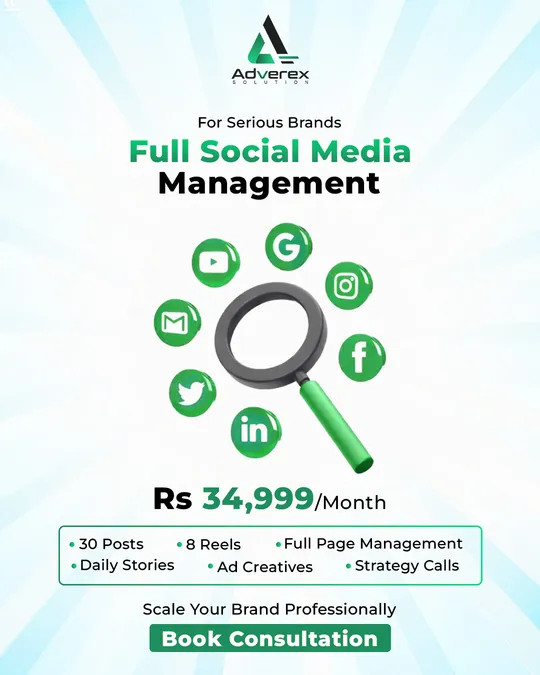 Adverex
SOLUTION
For Serious Brands
Full Social Media
Management
Rs 34,999/Month
• 30 Posts • 8 Reels • Full Page Management
• Daily Stories • Ad Creatives • Strategy Calls
Scale Your Brand Professionally
Book Consultation